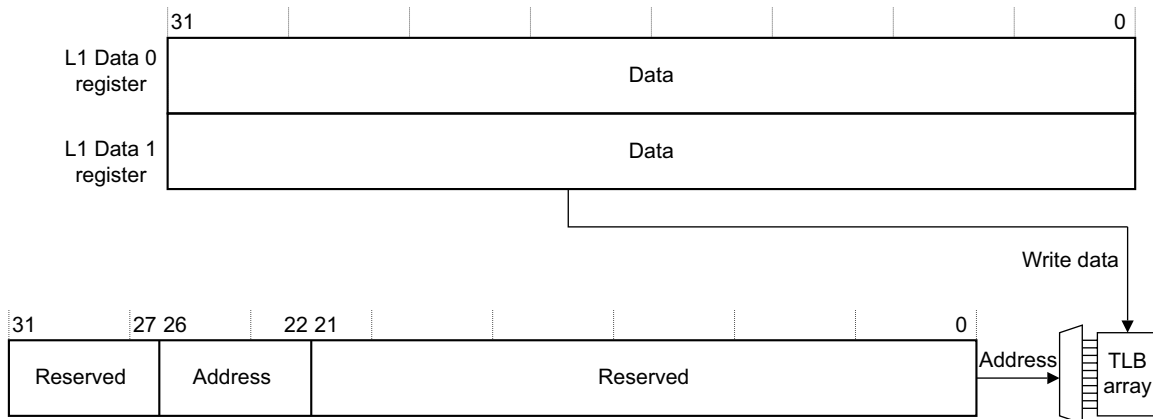 31 0
L1 Data 0
register
Data
L1 Data 1
register
Data
Write data
31 27 26 22 21 0
Reserved Address Reserved
Address
TLB
array